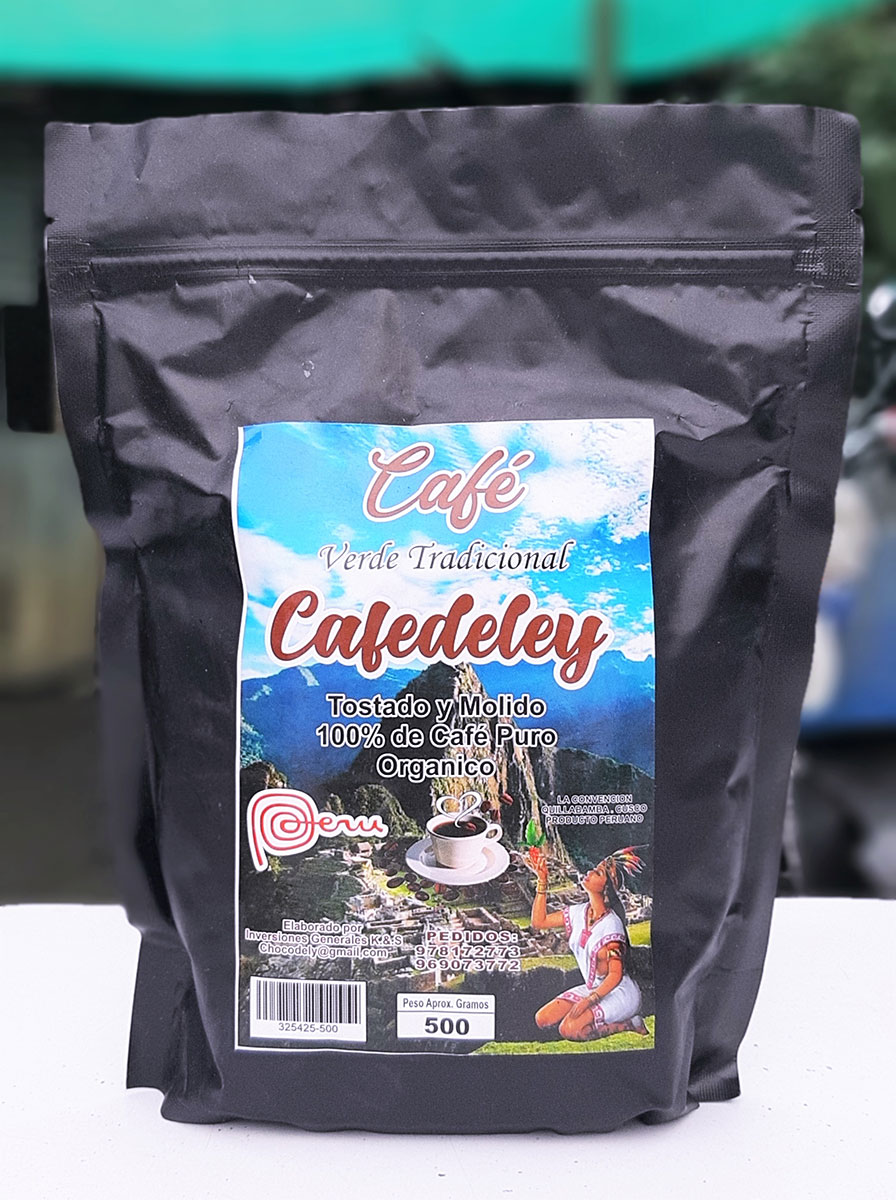 Café
Verde Tradicional
Cafedeley
Tostado y Molido
100% de Café Puro
Organico
Peru
LA CONVENCION
QUILLABAMBA . CUSCO
PRODUCTO PERUANO
Elaborado por
Inversiones Generales K & S
Chocodely@gmail.com
PEDIDOS:
978172773
969073772
325425-500
Peso Aprox. Gramos
500